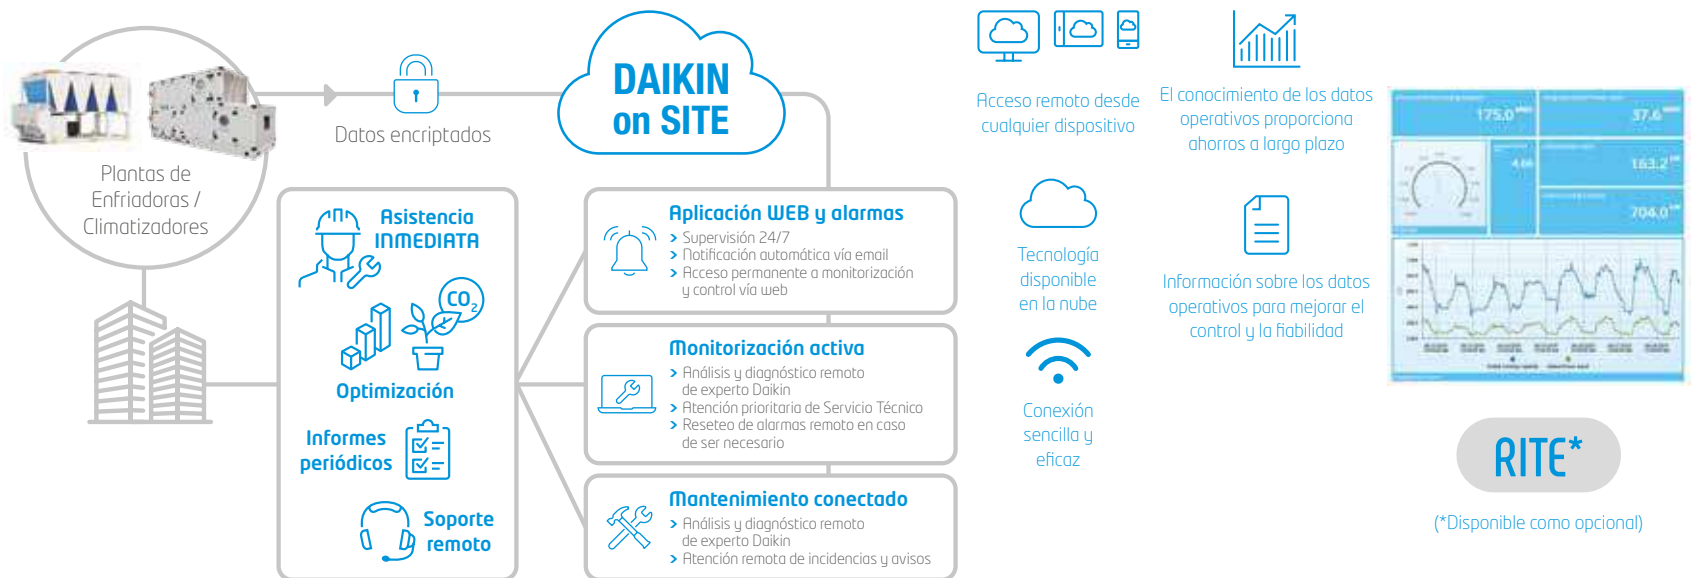 Plantas de
Enfriadoras /
Climatizadores
Datos encriptados
DAIKIN
on SITE
Asistencia
INMEDIATA
CO2
Optimización
Informes
periódicos
Soporte
remoto
Aplicación WEB y alarmas
> Supervisión 24/7
> Notificación automática vía email
> Acceso permanente a monitorización
y control vía web
Monitorización activa
> Análisis y diagnóstico remoto
de experto Daikin
> Atención prioritaria de Servicio Técnico
> Reseteo de alarmas remoto en caso
de ser necesario
Mantenimiento conectado
> Análisis y diagnóstico remoto
de experto Daikin
> Atención remota de incidencias y avisos
Acceso remoto desde
cualquier dispositivo
Tecnología
disponible
en la nube
Conexión
sencilla y
eficaz
El conocimiento de los datos
operativos proporciona
ahorros a largo plazo
Información sobre los datos
operativos para mejorar el
control y la fiabilidad
175.0
37.6
163.2
704.0
RITE*
(*Disponible como opcional)